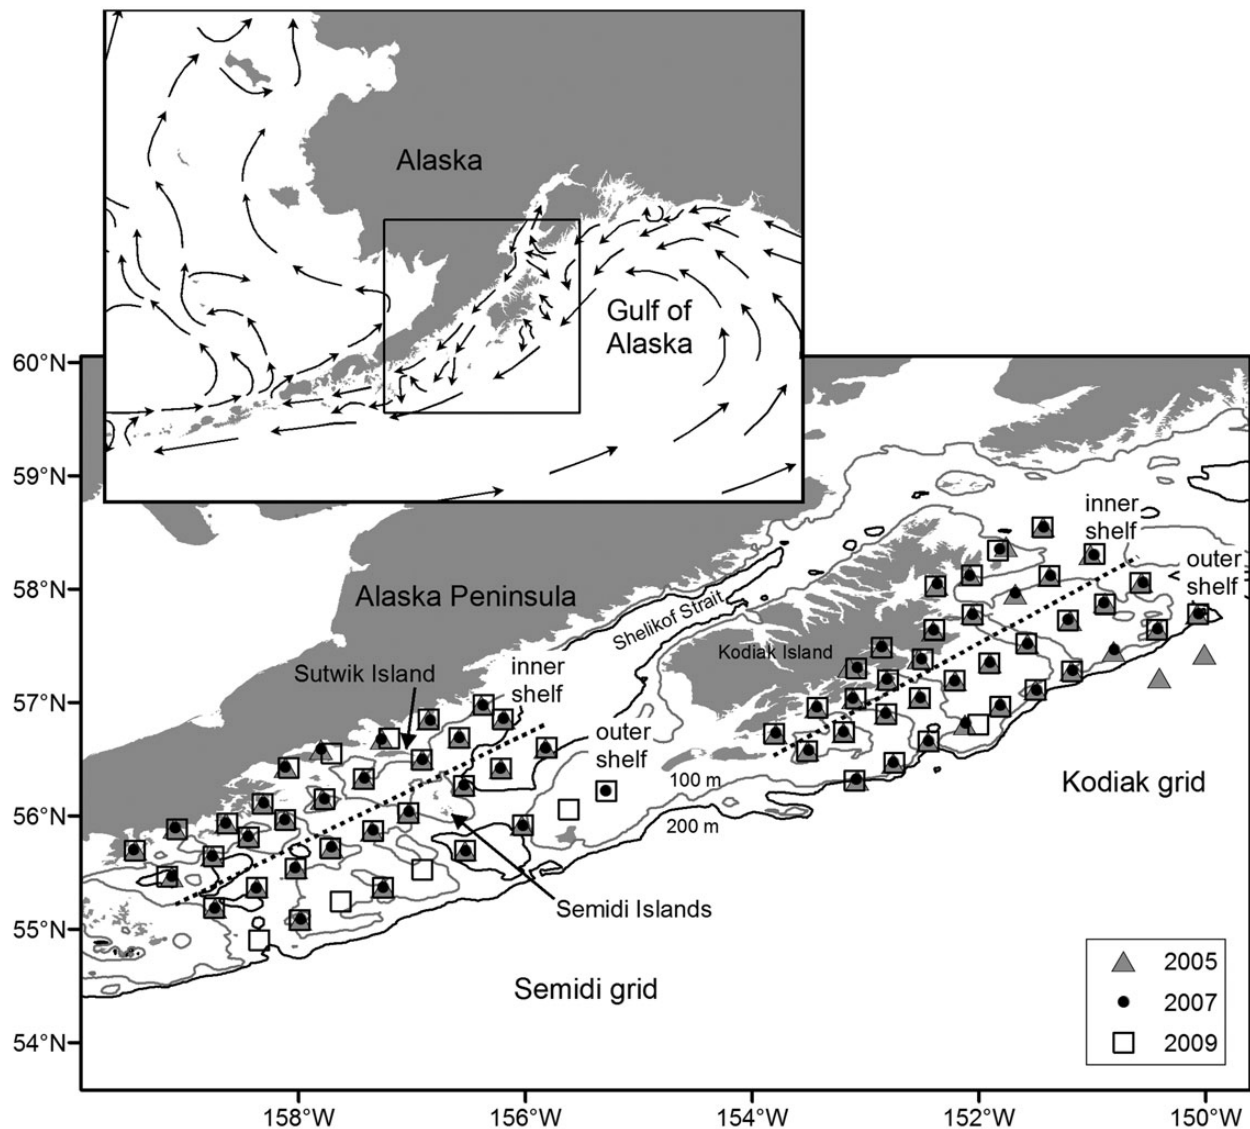 Alaska
Gulf of
Alaska
60°N
59°N
58°N
57°N
56°N
55°N
54°N
inner
shelf
outer
shelf
Alaska Peninsula
Shelikof Strait
Kodiak Island
Sutwik Island
inner
shelf
outer
shelf
100 m
200 m
Kodiak grid
Semidi Islands
Semidi grid
2005
2007
2009
158°W
156°W
154°W
152°W
150°W